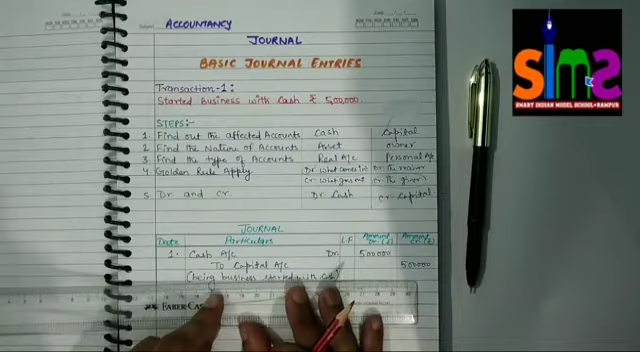 ACCOUNTANCY
JOURNAL
BASIC JOURNAL ENTRIES
Transaction-1:
Started Business with Cash ₹ 500,000.
STEPS:-
1. Find out the affected Accounts Cash Capital
2. Find the Nature of Accounts Asset owner
3. Find the type of Accounts Real A/c Personal A/c
4. Golden Rule Apply Dr. what comes in Dr. the receiver
Cr. what goes out Cr. the giver
5. Dr and Cr Dr. Cash Cr. Capital
JOURNAL
Date Particulars L.F Amount Dr. (₹) Amount Cr. (₹)
1. Cash A/c Dr. 500000
To Capital A/c 500000
(being business started with cash)
FABER-CASTELL
SIMS
SMART INDIAN MODEL SCHOOL-RAMPUR